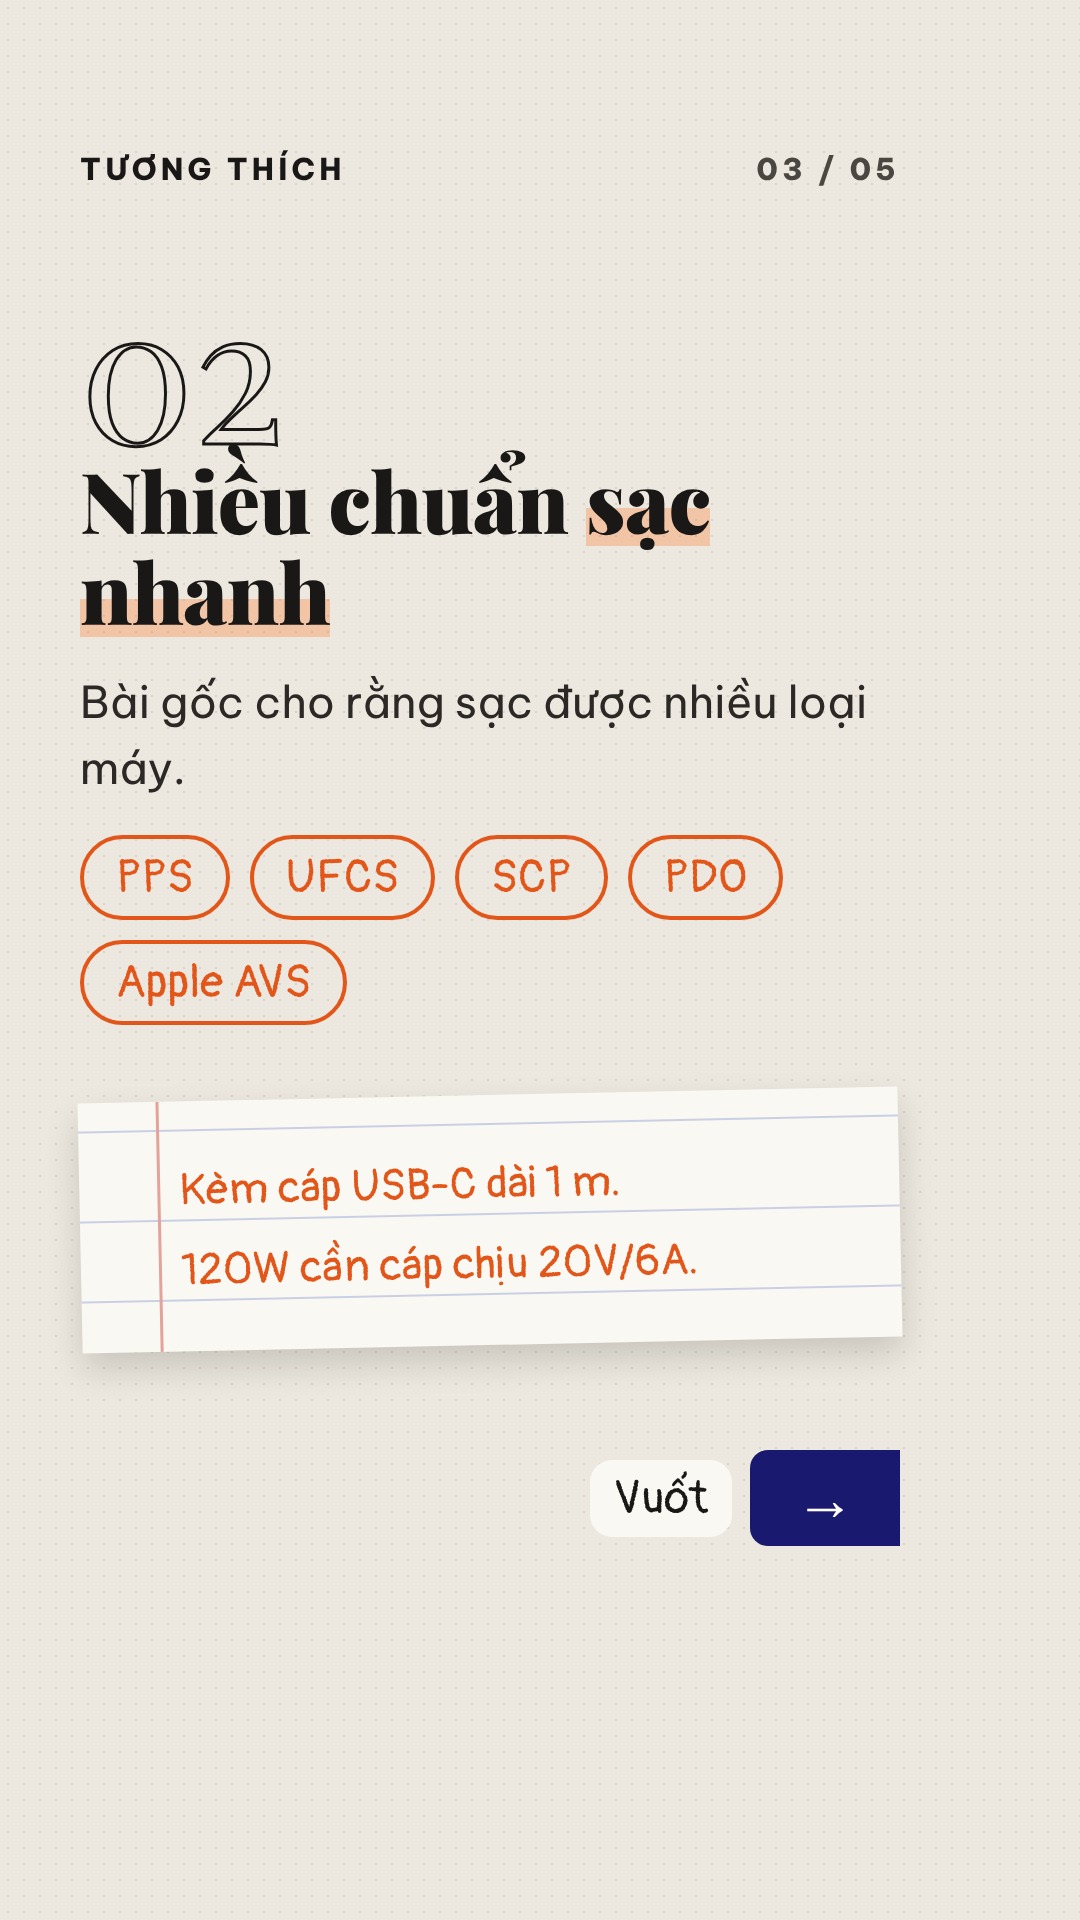 TƯƠNG THÍCH
03 / 05
02
Nhiều chuẩn sạc
nhanh
Bài gốc cho rằng sạc được nhiều loại
máy.
PPS UFCS SCP PDO
Apple AVS
Kèm cáp USB-C dài 1 m.
120W cần cáp chịu 20V/6A.
Vuốt →